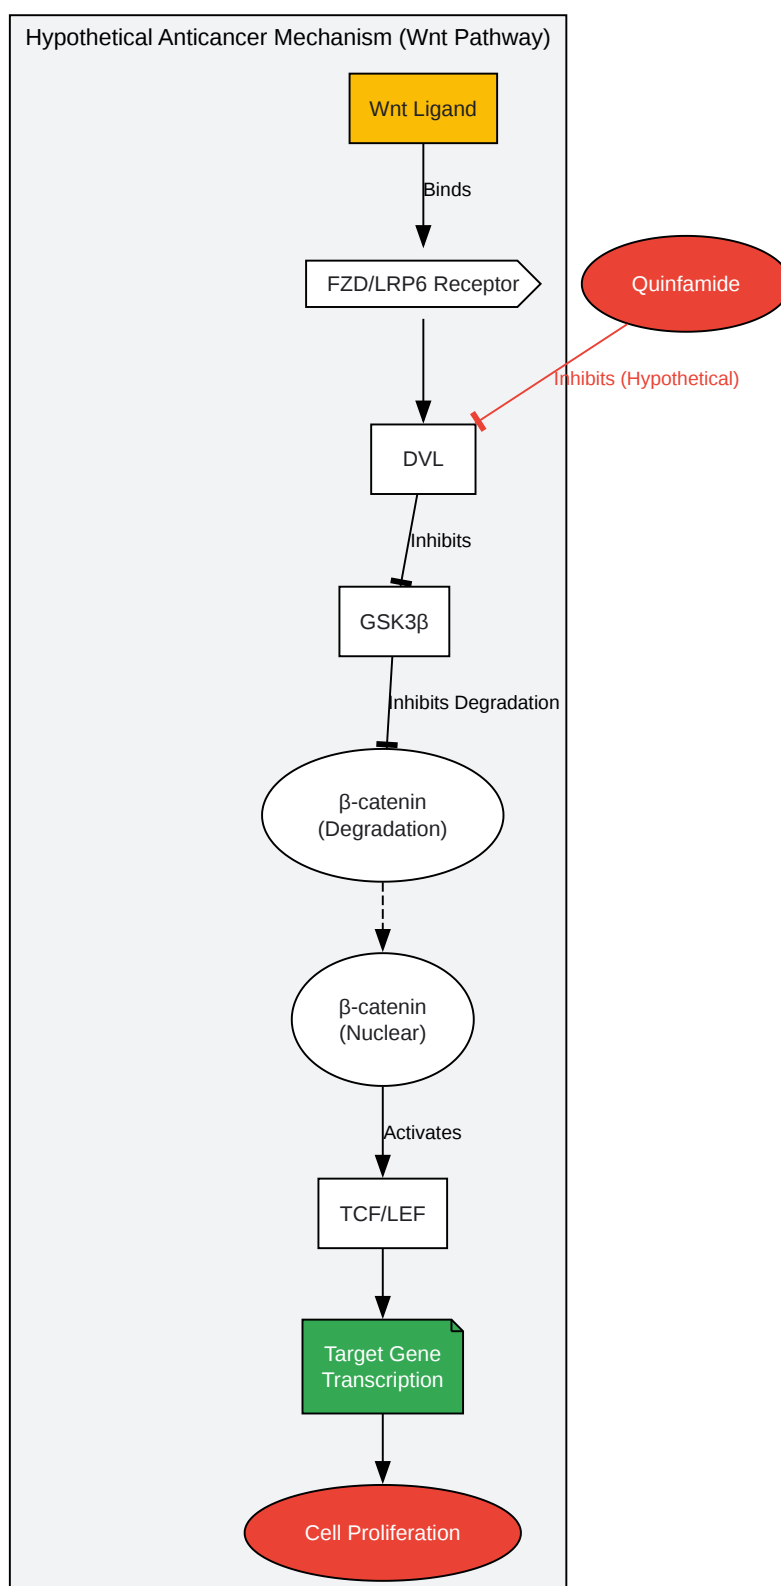 Hypothetical Anticancer Mechanism (Wnt Pathway)
Wnt Ligand
Binds
FZD/LRP6 Receptor
Quinfamide
Inhibits (Hypothetical)
DVL
Inhibits
GSK3β
Inhibits Degradation
β-catenin
(Degradation)
β-catenin
(Nuclear)
Activates
TCF/LEF
Target Gene
Transcription
Cell Proliferation